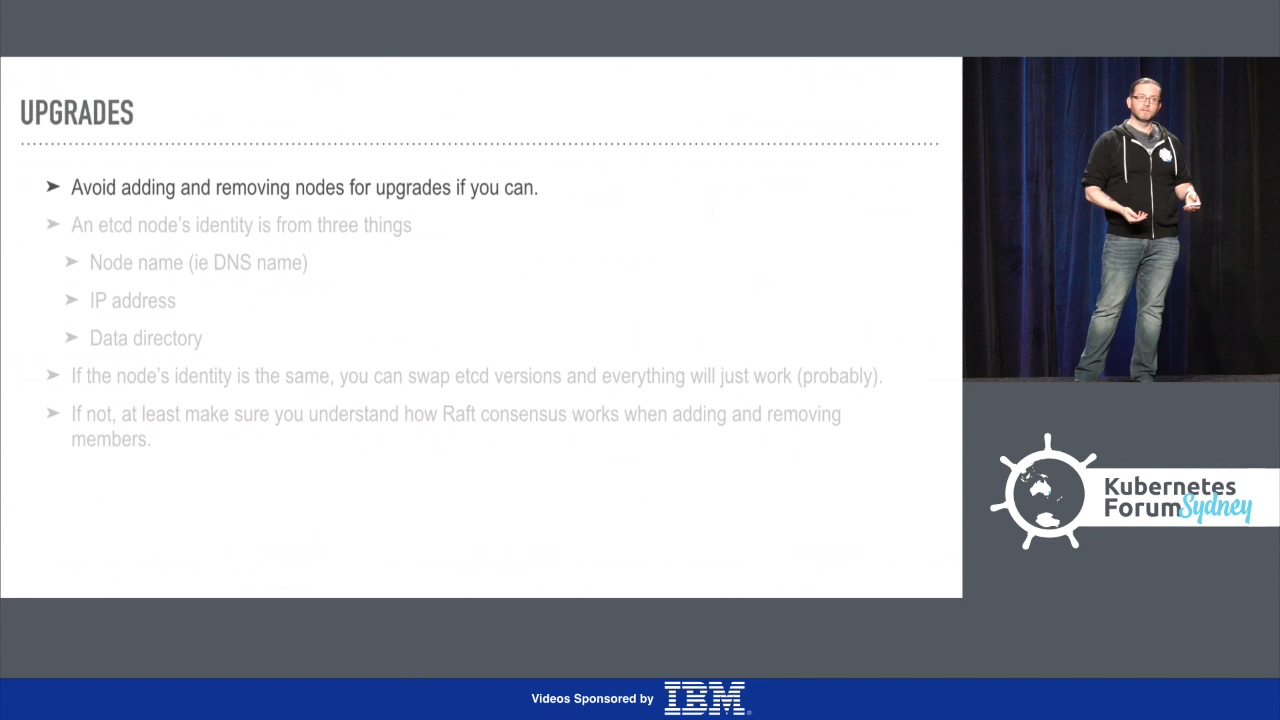 UPGRADES
➤ Avoid adding and removing nodes for upgrades if you can.
➤ An etcd node’s identity is from three things
➤ Node name (ie DNS name)
➤ IP address
➤ Data directory
➤ If the node’s identity is the same, you can swap etcd versions and everything will just work (probably).
➤ If not, at least make sure you understand how Raft consensus works when adding and removing
members.
Kubernetes
Forum Sydney
Videos Sponsored by IBM